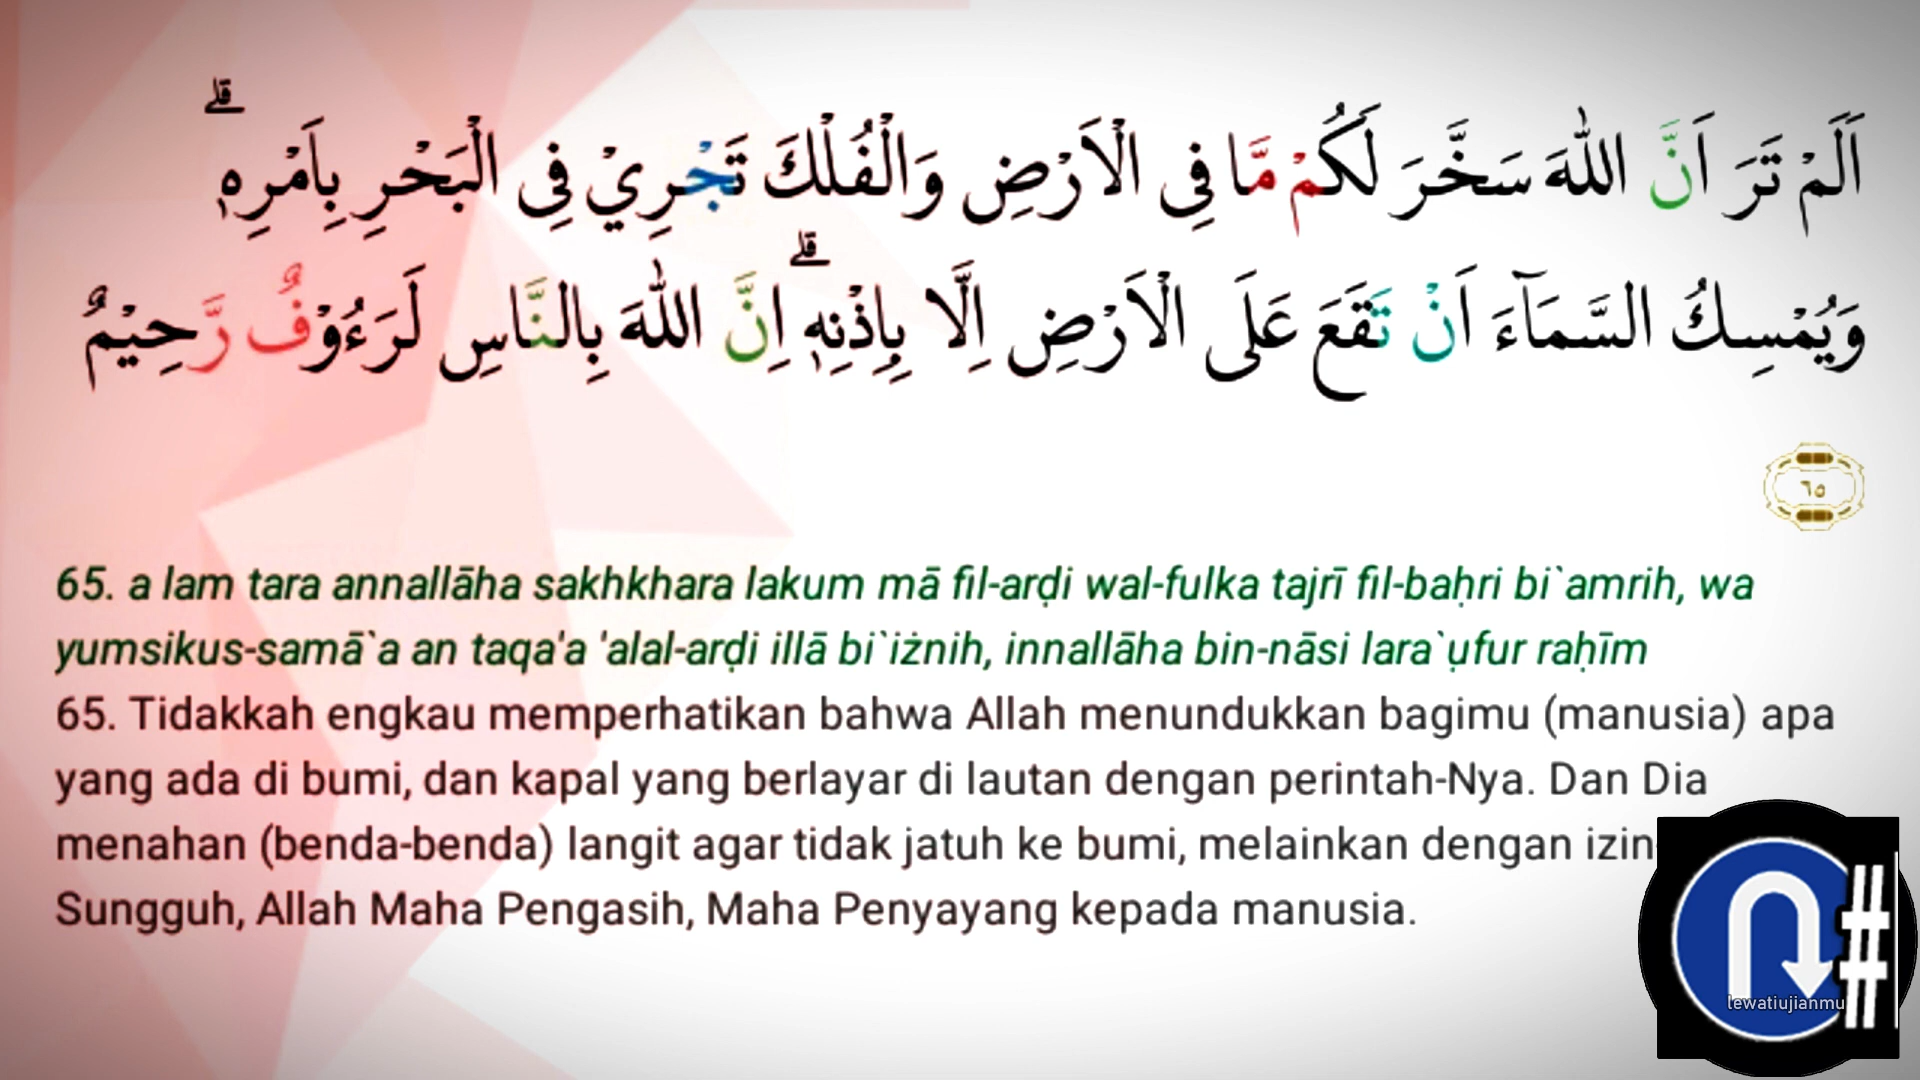 اَلَمْ تَرَ اَنَّ اللّٰهَ سَخَّرَ لَكُمْ مَّا فِى الْاَرْضِ وَالْفُلْكَ تَجْرِيْ فِى الْبَحْرِ بِاَمْرِهٖۗ
وَيُمْسِكُ السَّمَاۤءَ اَنْ تَقَعَ عَلَى الْاَرْضِ اِلَّا بِاِذْنِهٖۗ اِنَّ اللّٰهَ بِالنَّاسِ لَرَءُوْفٌ رَّحِيْمٌ
٦٥
65. a lam tara annallāha sakhkhara lakum mā fil-arḍi wal-fulka tajrī fil-baḥri bi`amrih, wa
yumsikus-samā`a an taqa'a 'alal-arḍi illā bi`iżnih, innallāha bin-nāsi lara`ụfur raḥīm
65. Tidakkah engkau memperhatikan bahwa Allah menundukkan bagimu (manusia) apa
yang ada di bumi, dan kapal yang berlayar di lautan dengan perintah-Nya. Dan Dia
menahan (benda-benda) langit agar tidak jatuh ke bumi, melainkan dengan izin-
Sungguh, Allah Maha Pengasih, Maha Penyayang kepada manusia.
#
lewatiujianmu